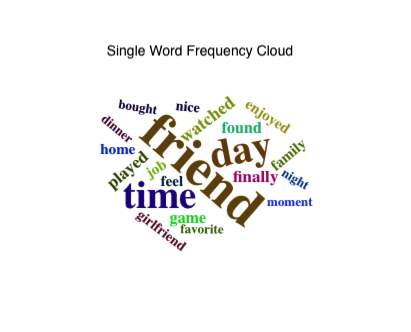 Single Word Frequency Cloud
bought
nice
watched
enjoyed
dinner
friend
found
home
day
family
played
job
feel
finally
night
time
moment
game
girlfriend
favorite